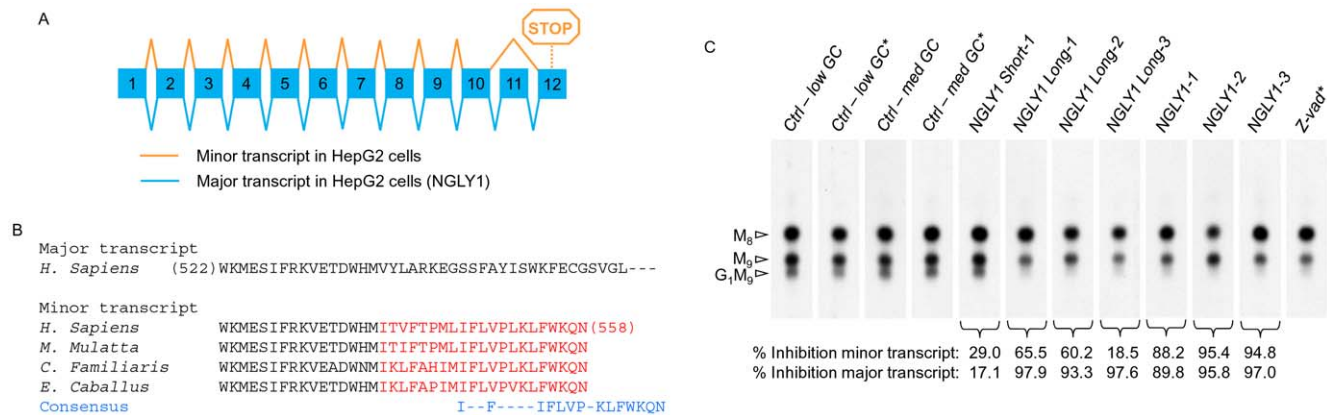 A
STOP
1 2 3 4 5 6 7 8 9 10 11 12
Minor transcript in HepG2 cells
Major transcript in HepG2 cells (NGLY1)
B
Major transcript
H. Sapiens (522)WKMESIFRKVETDWHMVYLARKEGSSFAYISWKFECGSVGL---
Minor transcript
H. Sapiens WKMESIFRKVETDWHMITVFTPMLIFLVPLKLFWKQN(558)
M. Mulatta WKMESIFRKVETDWHMITIFTPMLIFLVPLKLFWKQN
C. Familiaris WKMESIFRKVEADWNMIKLFAHIMIFLVPLKLFWKQN
E. Caballus WKMESIFRKVETDWHMIKLFAPIMIFLVPVKLFWKQN
Consensus I--F----IFLVP-KLFWKQN
C
Ctrl – low GC
Ctrl – low GC*
Ctrl – med GC
Ctrl – med GC*
NGLY1 Short-1
NGLY1 Long-1
NGLY1 Long-2
NGLY1 Long-3
NGLY1-1
NGLY1-2
NGLY1-3
Z-vad*
M8
M9
G1M9
% Inhibition minor transcript: 29.0 65.5 60.2 18.5 88.2 95.4 94.8
% Inhibition major transcript: 17.1 97.9 93.3 97.6 89.8 95.8 97.0